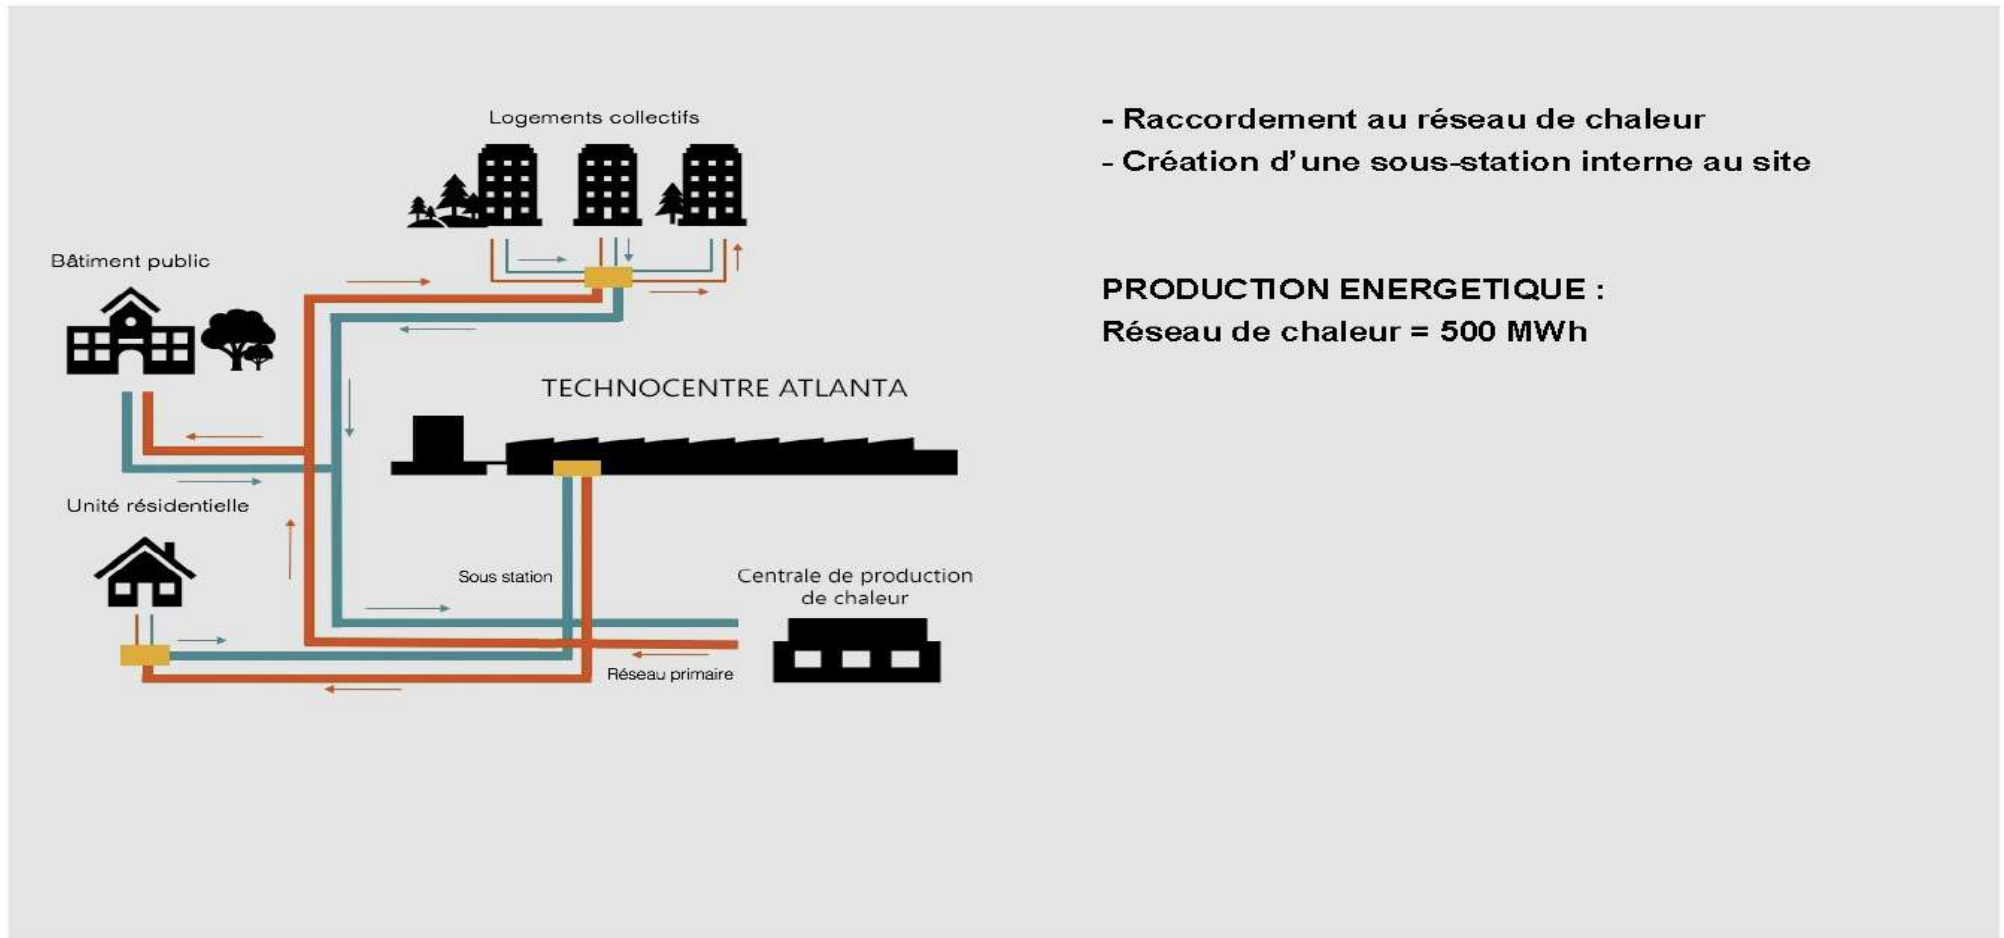 Logements collectifs
Bâtiment public
TECHNOCENTRE ATLANTA
Unité résidentielle
Sous station
Centrale de production
de chaleur
Réseau primaire
- Raccordement au réseau de chaleur
- Création d'une sous-station interne au site
PRODUCTION ENERGETIQUE :
Réseau de chaleur = 500 MWh